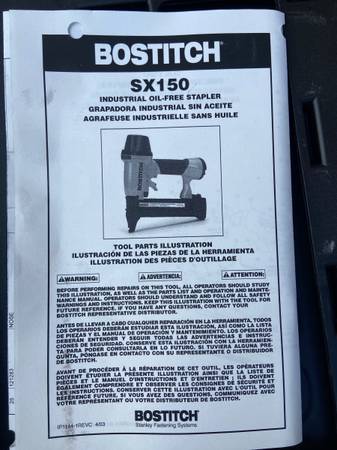 BOSTITCH
SX150
INDUSTRIAL OIL-FREE STAPLER
GRAPADORA INDUSTRIAL SIN ACEITE
AGRAFEUSE INDUSTRIELLE SANS HUILE
TOOL PARTS ILLUSTRATION
ILUSTRACIÓN DE LAS PIEZAS DE LA HERRAMIENTA
ILLUSTRATION DES PIÈCES D'OUTILLAGE
WARNING:
ADVERTENCIA:
ATTENTION:
BEFORE PERFORMING REPAIRS ON THIS TOOL, ALL OPERATORS SHOULD STUDY
THIS ILLUSTRATION, AS WELL AS THE PARTS LIST AND OPERATION AND MAINTE-
NANCE MANUAL. OPERATORS SHOULD UNDERSTAND AND FOLLOW ALL SAFETY
WARNINGS AND INSTRUCTIONS. KEEP THIS ILLUSTRATION WITH THE TOOL FOR
FUTURE REFERENCE. IF YOU HAVE ANY QUESTIONS, CONTACT YOUR
BOSTITCH REPRESENTATIVE OR DISTRIBUTOR.
ANTES DE LLEVAR A CABO CUALQUIER REPARACIÓN EN LA HERRAMIENTA, TODOS
LOS OPERARIOS DEBERÁN ESTUDIAR ESTA ILUSTRACIÓN, ASÍ COMO LA LISTA
DE PIEZAS Y EL MANUAL DE OPERACIÓN Y MANTENIMIENTO. LOS OPERARIOS
DEBERÁN ENTENDER Y SEGUIR TODAS LAS ADVERTENCIAS E INSTRUC-
CIONES DE SEGURIDAD. CONSERVE ESTA ILUSTRACIÓN CON LA HERRAMIEN-
TA PARA PODER CONSULTARLA EN LO FUTURO. SI TUVIERA ALGUNA PRE-
GUNTA, PÓNGASE EN CONTACTO CON SU REPRESENTANTE O DISTRIBUIDOR
DE BOSTITCH.
AVANT DE PROCÉDER À LA RÉPARATION DE CET OUTIL, LES OPÉRATEURS
DOIVENT ÉTUDIER LA PRÉSENTE ILLUSTRATION AINSI QUE LA LISTE DE
PIÈCES ET LE MANUEL D'INSTRUCTIONS ET D'ENTRETIEN ; ILS DOIVENT
ÉGALEMENT COMPRENDRE ET OBSERVER LES CONSIGNES DE SÉCURITÉ ET
LES INSTRUCTIONS. CONSERVER CETTE ILLUSTRATION AVEC L'OUTIL POUR
RÉFÉRENCE FUTURE. SI VOUS AVEZ DES QUESTIONS, COMMUNIQUEZ AVEC
VOTRE REPRÉSENTANT OU VOTRE DISTRIBUTEUR DE BOSTITCH.
BOSTITCH
Stanley Fastening Systems